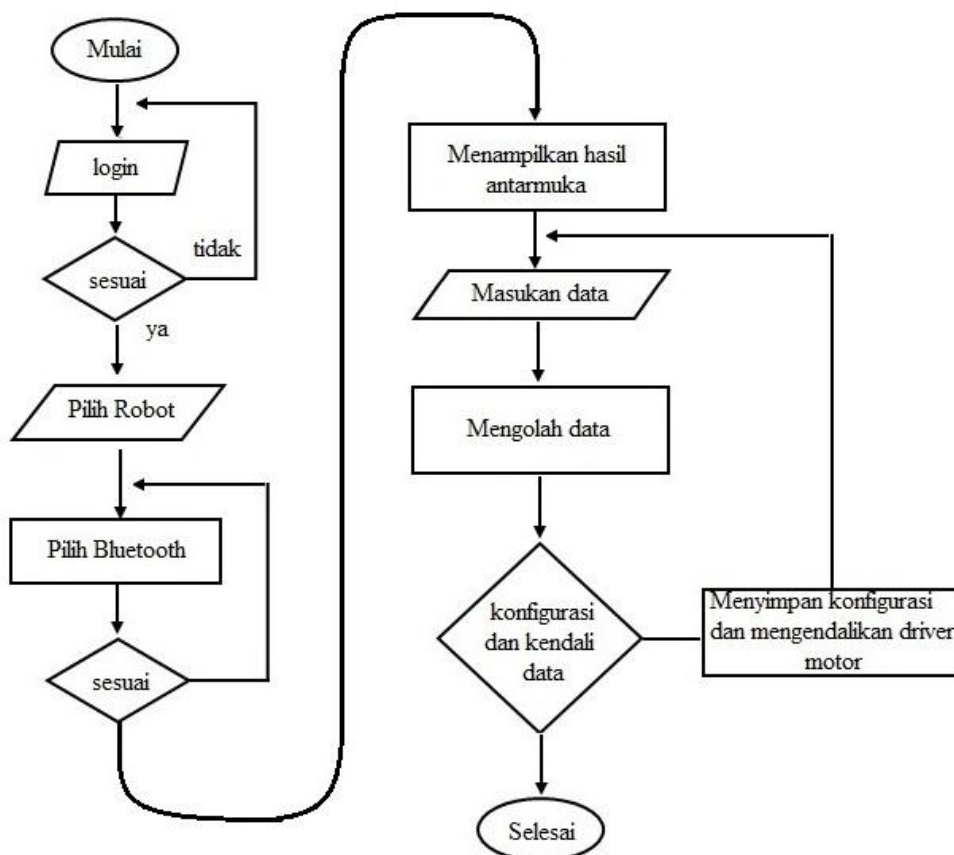 Mulai
login
sesuai
tidak
ya
Pilih Robot
Pilih Bluetooth
sesuai
Menampilkan hasil
antarmuka
Masukan data
Mengolah data
konfigurasi
dan kendali
data
Menyimpan konfigurasi
dan mengendalikan driver
motor
Selesai